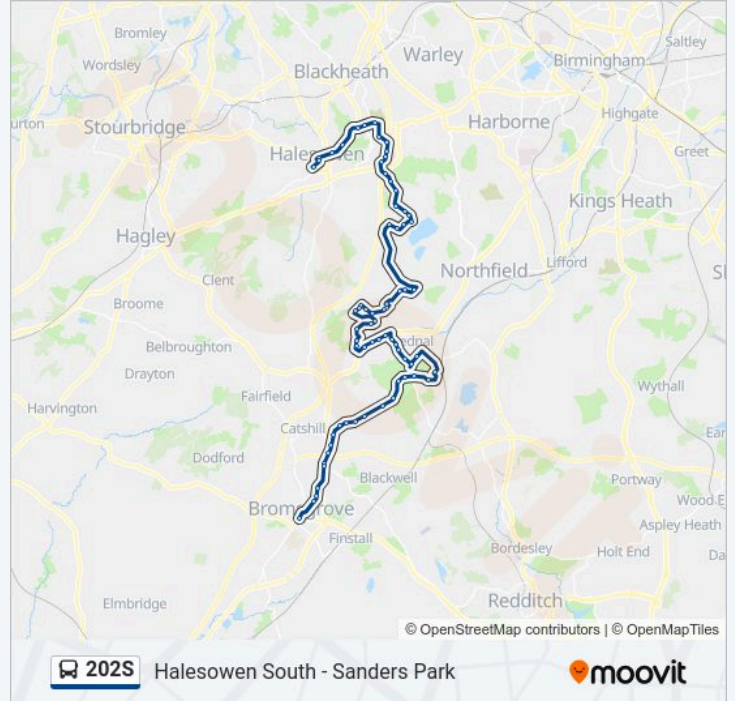 Bromley
Saltley
Wordsley
Warley
Birmingham
Blackheath
Highgate
urton
Stourbridge
Harborne
Halesowen
Greet
Kings Heath
Hagley
Northfield
Lifford
Clent
Broome
Belbroughton
ednal
Drayton
Wythall
Fairfield
Harvington
Catshill
Dodford
Blackwell
Portway
Bromsgrove
Wood E
Aspley Heath
Finstall
Bordesley
Holt End
Da
Elmbridge
Redditch
© OpenStreetMap contributors | © OpenMapTiles
202S Halesowen South - Sanders Park moovit